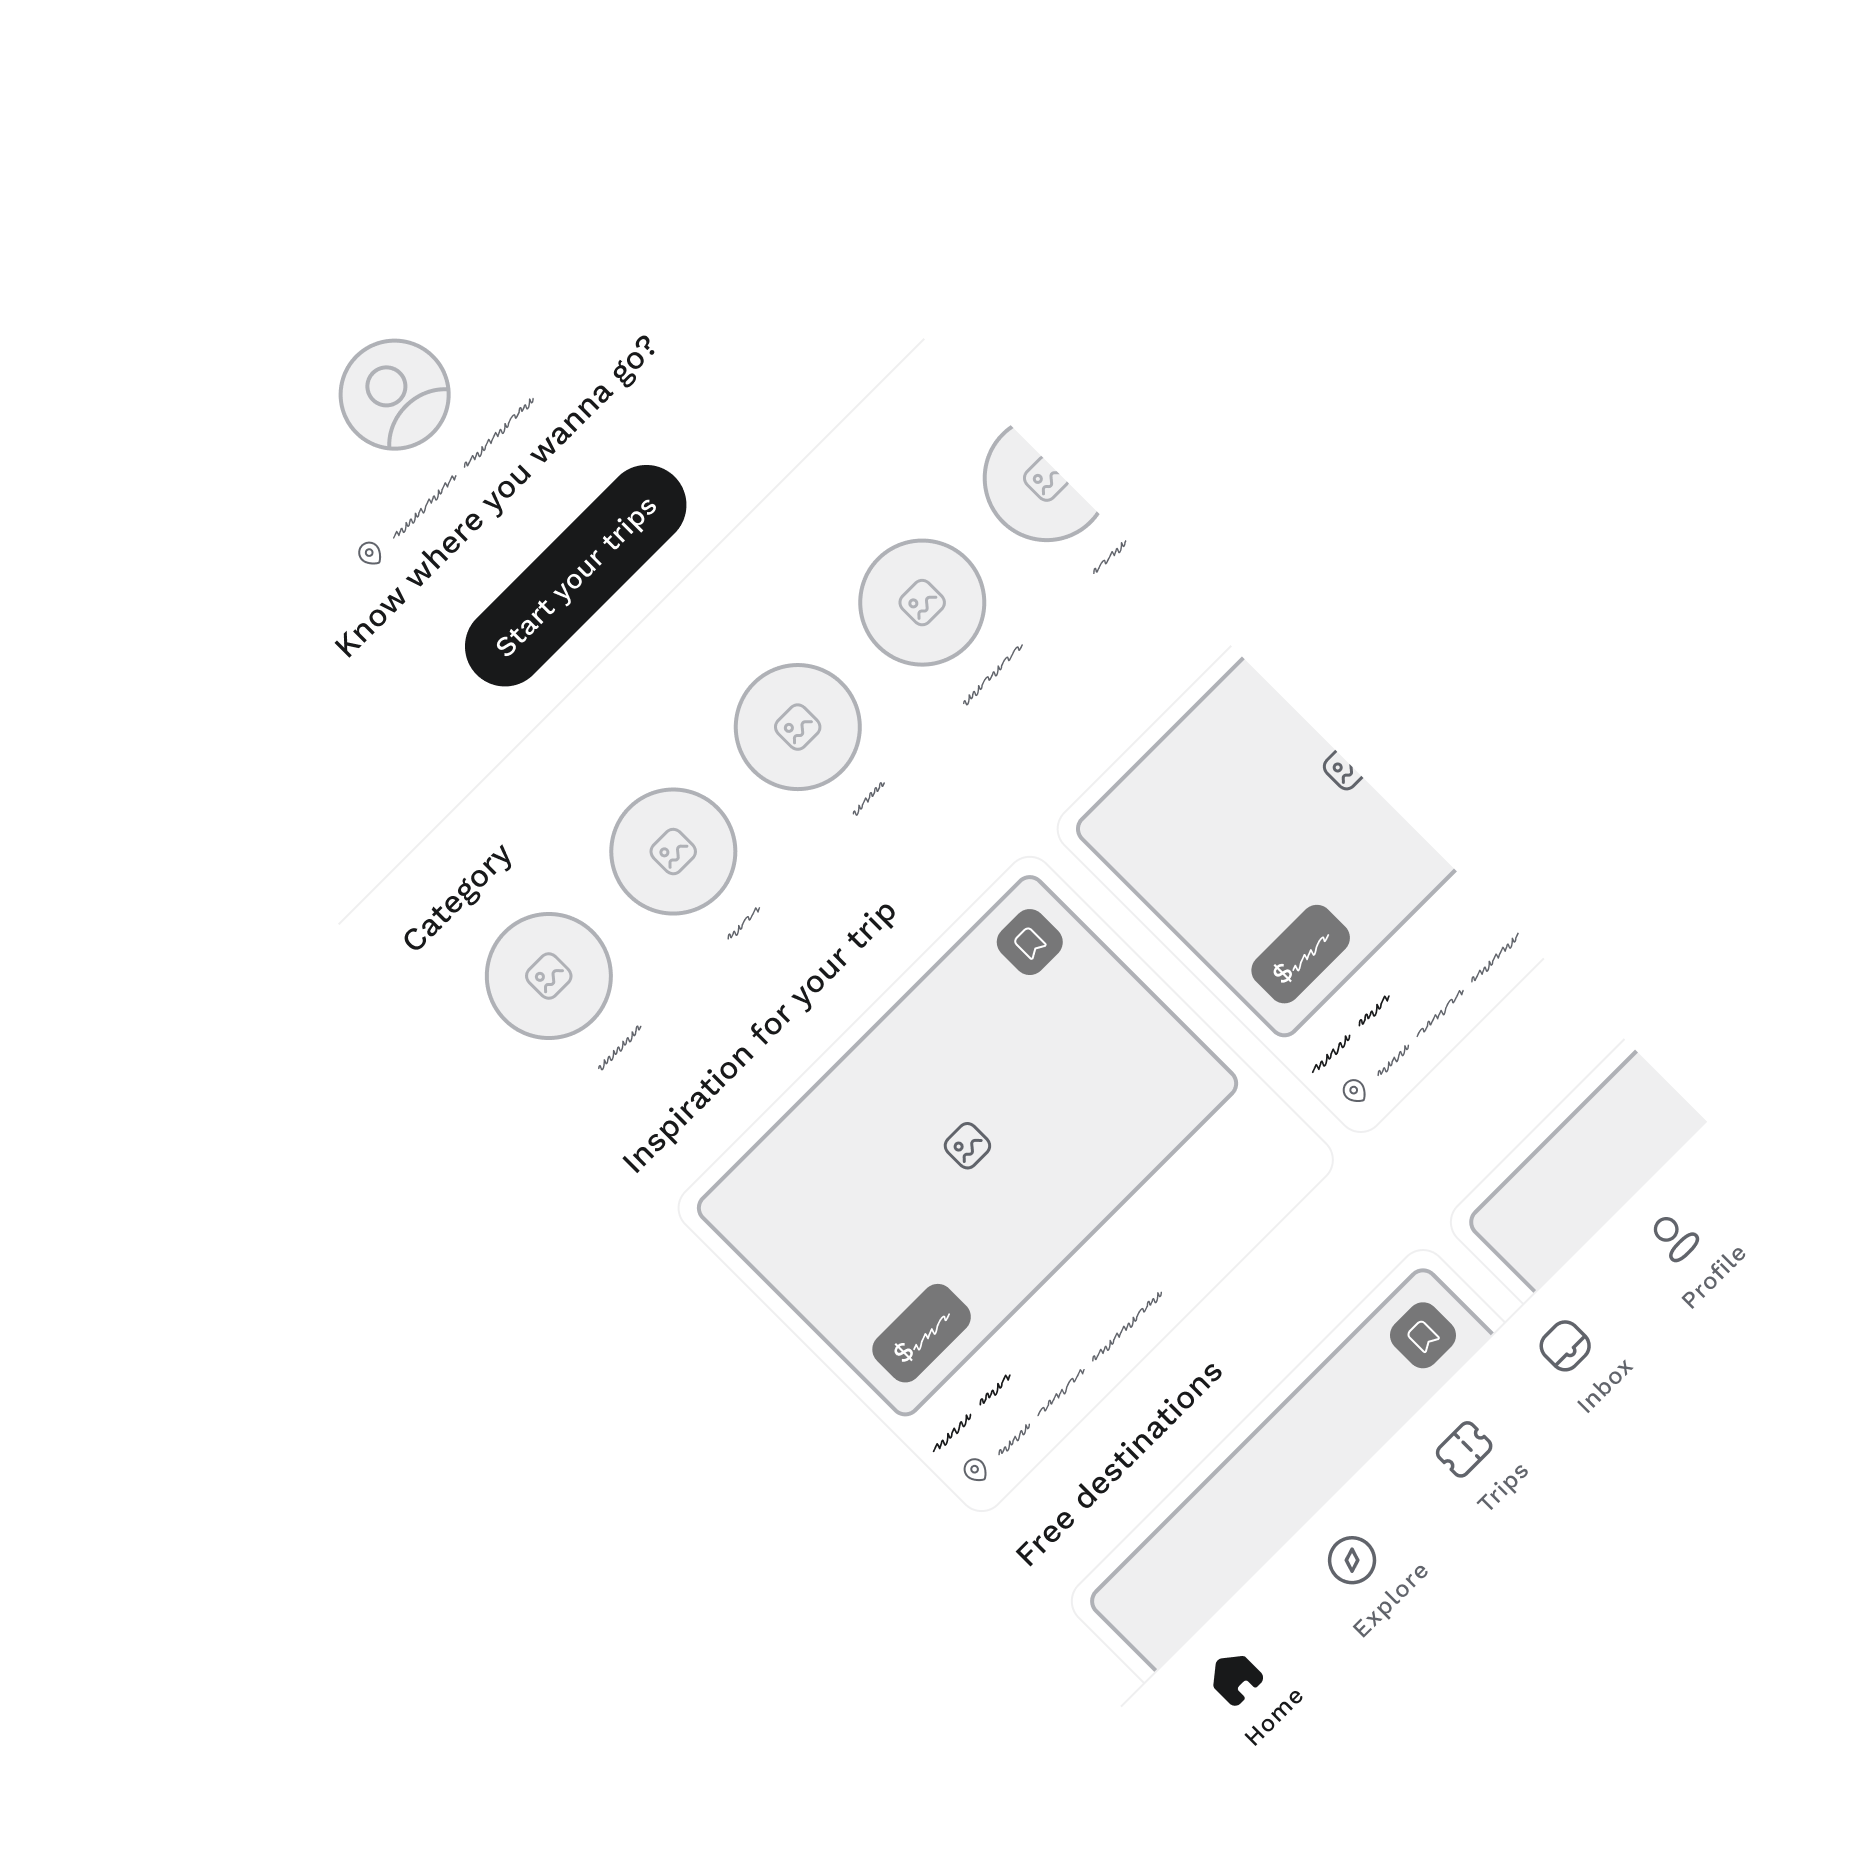 Know where you wanna go?
Start your trips
Category
Inspiration for your trip
$
$
Free destinations
Home
Explore
Trips
Inbox
Profile